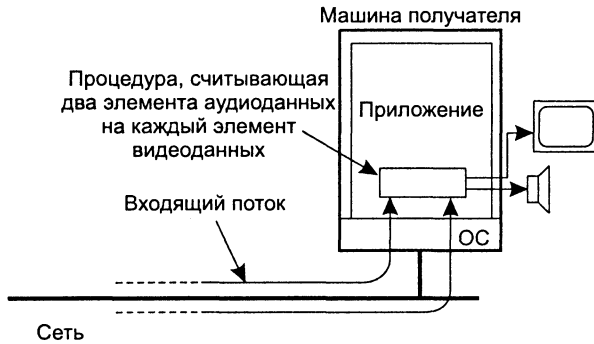 Машина получателя
Процедура, считывающая
два элемента аудиоданных
на каждый элемент
видеоданных
Приложение
Входящий поток
ОС
Сеть